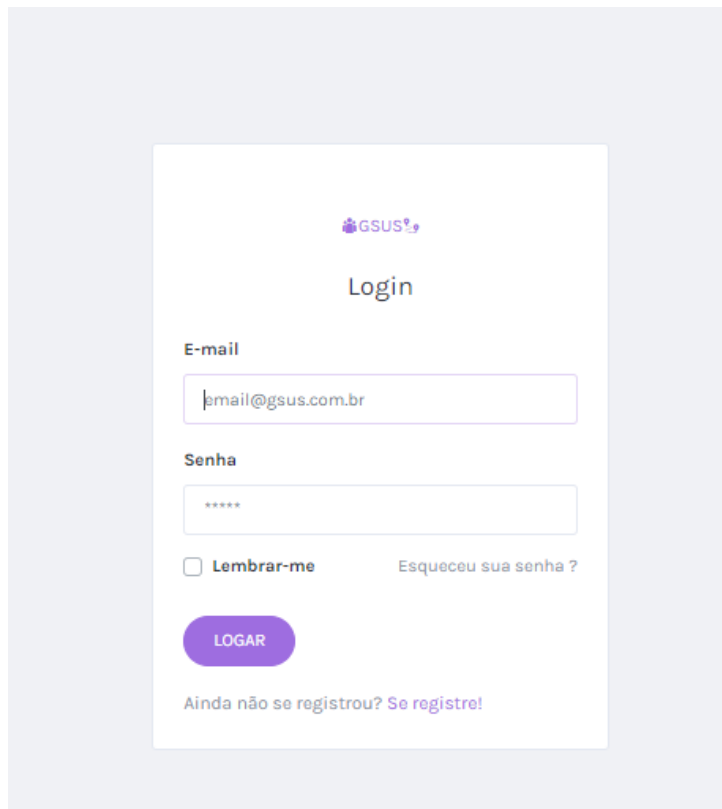 GSUS
Login
E-mail
email@gsus.com.br
Senha
*****
Lembrar-me Esqueceu sua senha ?
LOGAR
Ainda não se registrou? Se registre!